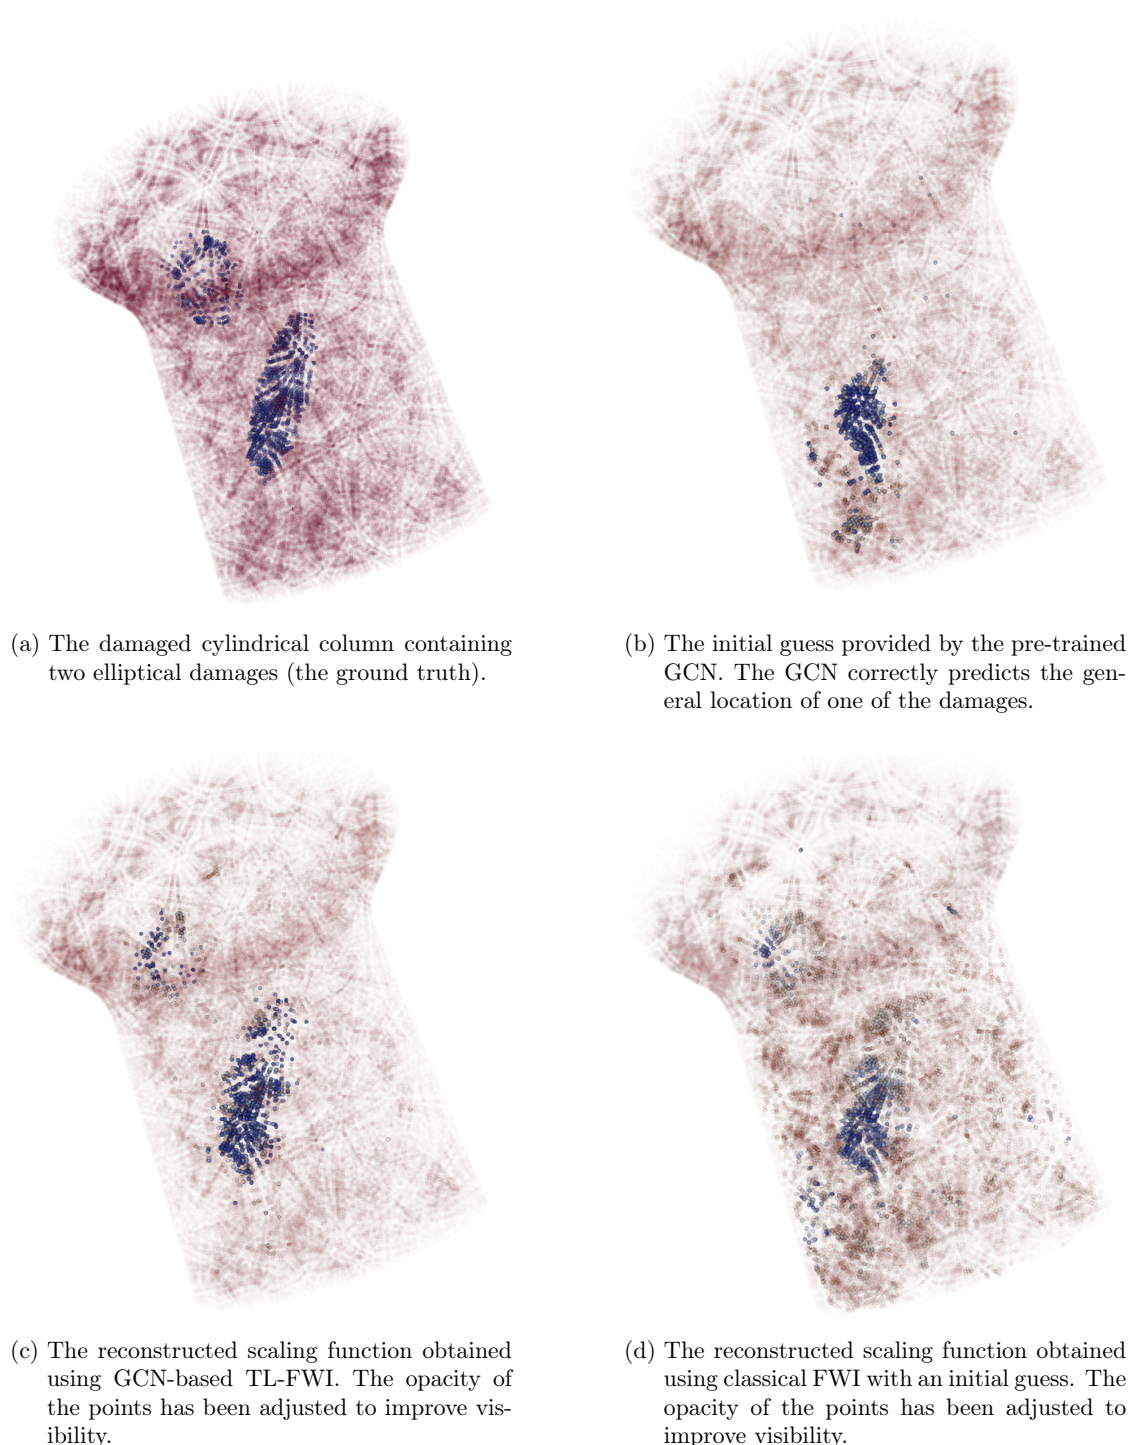 (a) The damaged cylindrical column containing
two elliptical damages (the ground truth).
(b) The initial guess provided by the pre-trained
GCN. The GCN correctly predicts the gen-
eral location of one of the damages.
(c) The reconstructed scaling function obtained
using GCN-based TL-FWI. The opacity of
the points has been adjusted to improve vis-
ibility.
(d) The reconstructed scaling function obtained
using classical FWI with an initial guess. The
opacity of the points has been adjusted to
improve visibility.